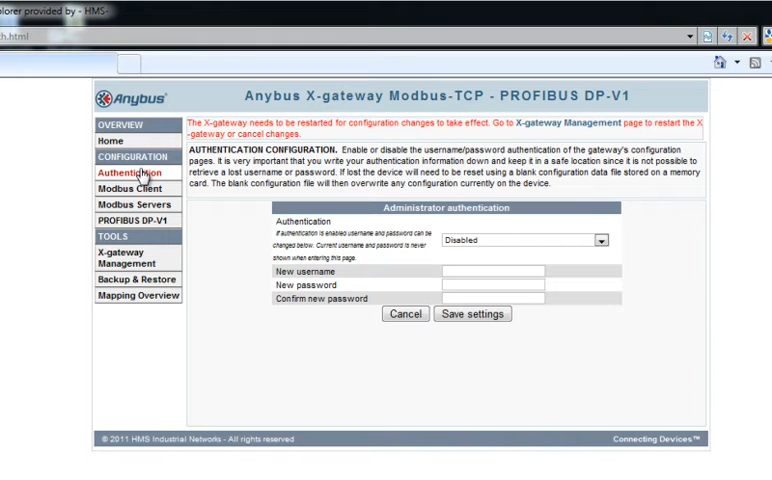 plorer provided by - HMS-
h.html
Anybus
Anybus X-gateway Modbus-TCP - PROFIBUS DP-V1
OVERVIEW
Home
CONFIGURATION
Authentication
Modbus Client
Modbus Servers
PROFIBUS DP-V1
TOOLS
X-gateway
Management
Backup & Restore
Mapping Overview
The X-gateway needs to be restarted for configuration changes to take effect. Go to X-gateway Management page to restart the X
-gateway or cancel changes.
AUTHENTICATION CONFIGURATION. Enable or disable the username/password authentication of the gateway's configuration
pages. It is very important that you write your authentication information down and keep it in a safe location since it is not possible to
retrieve a lost username or password. If lost the device will need to be reset using a blank configuration data file stored on a memory
card. The blank configuration file will then overwrite any configuration currently on the device.
Administrator authentication
Authentication
If authentication is enabled username and password can be
changed below. Current username and password is never
shown when entering this page.
Disabled
New username
New password
Confirm new password
Cancel
Save settings
© 2011 HMS Industrial Networks - All rights reserved
Connecting Devices™